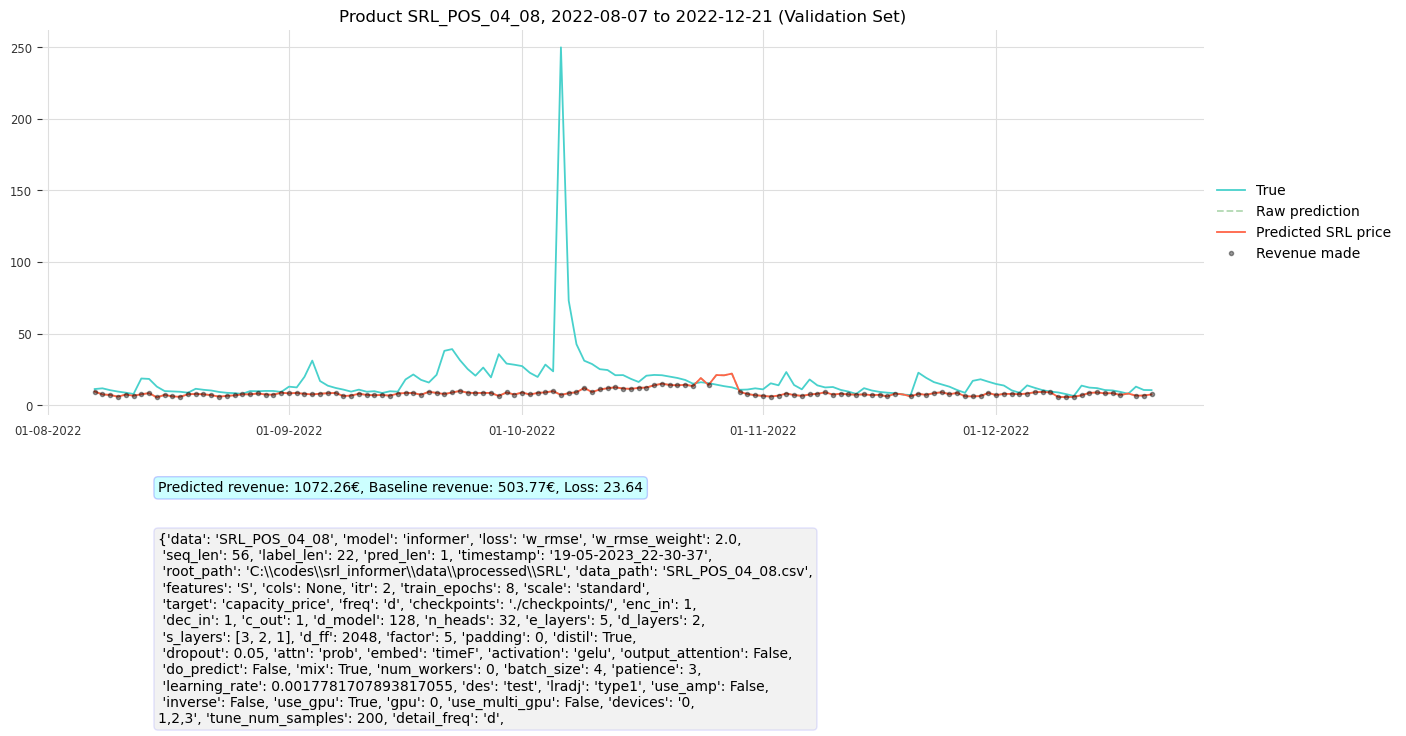 Product SRL_POS_04_08, 2022-08-07 to 2022-12-21 (Validation Set)
250
200
150
100
50
0
01-08-2022 01-09-2022 01-10-2022 01-11-2022 01-12-2022
True
Raw prediction
Predicted SRL price
Revenue made
Predicted revenue: 1072.26€, Baseline revenue: 503.77€, Loss: 23.64
{'data': 'SRL_POS_04_08', 'model': 'informer', 'loss': 'w_rmse', 'w_rmse_weight': 2.0,
'seq_len': 56, 'label_len': 22, 'pred_len': 1, 'timestamp': '19-05-2023_22-30-37',
'root_path': 'C:\\codes\\srl_informer\\data\\processed\\SRL', 'data_path': 'SRL_POS_04_08.csv',
'features': 'S', 'cols': None, 'itr': 2, 'train_epochs': 8, 'scale': 'standard',
'target': 'capacity_price', 'freq': 'd', 'checkpoints': './checkpoints/', 'enc_in': 1,
'dec_in': 1, 'c_out': 1, 'd_model': 128, 'n_heads': 32, 'e_layers': 5, 'd_layers': 2,
's_layers': [3, 2, 1], 'd_ff': 2048, 'factor': 5, 'padding': 0, 'distil': True,
'dropout': 0.05, 'attn': 'prob', 'embed': 'timeF', 'activation': 'gelu', 'output_attention': False,
'do_predict': False, 'mix': True, 'num_workers': 0, 'batch_size': 4, 'patience': 3,
'learning_rate': 0.0017781707893817055, 'des': 'test', 'lradj': 'type1', 'use_amp': False,
'inverse': False, 'use_gpu': True, 'gpu': 0, 'use_multi_gpu': False, 'devices': '0,
1,2,3', 'tune_num_samples': 200, 'detail_freq': 'd',